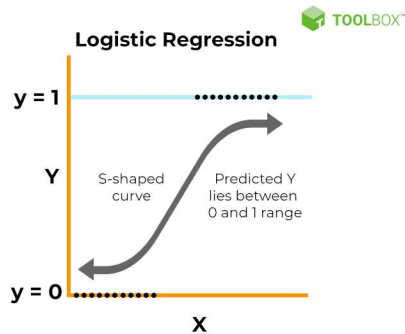 TOOLBOX™
Logistic Regression
y = 1
Y
S-shaped
curve
Predicted Y
lies between
0 and 1 range
y = 0
X